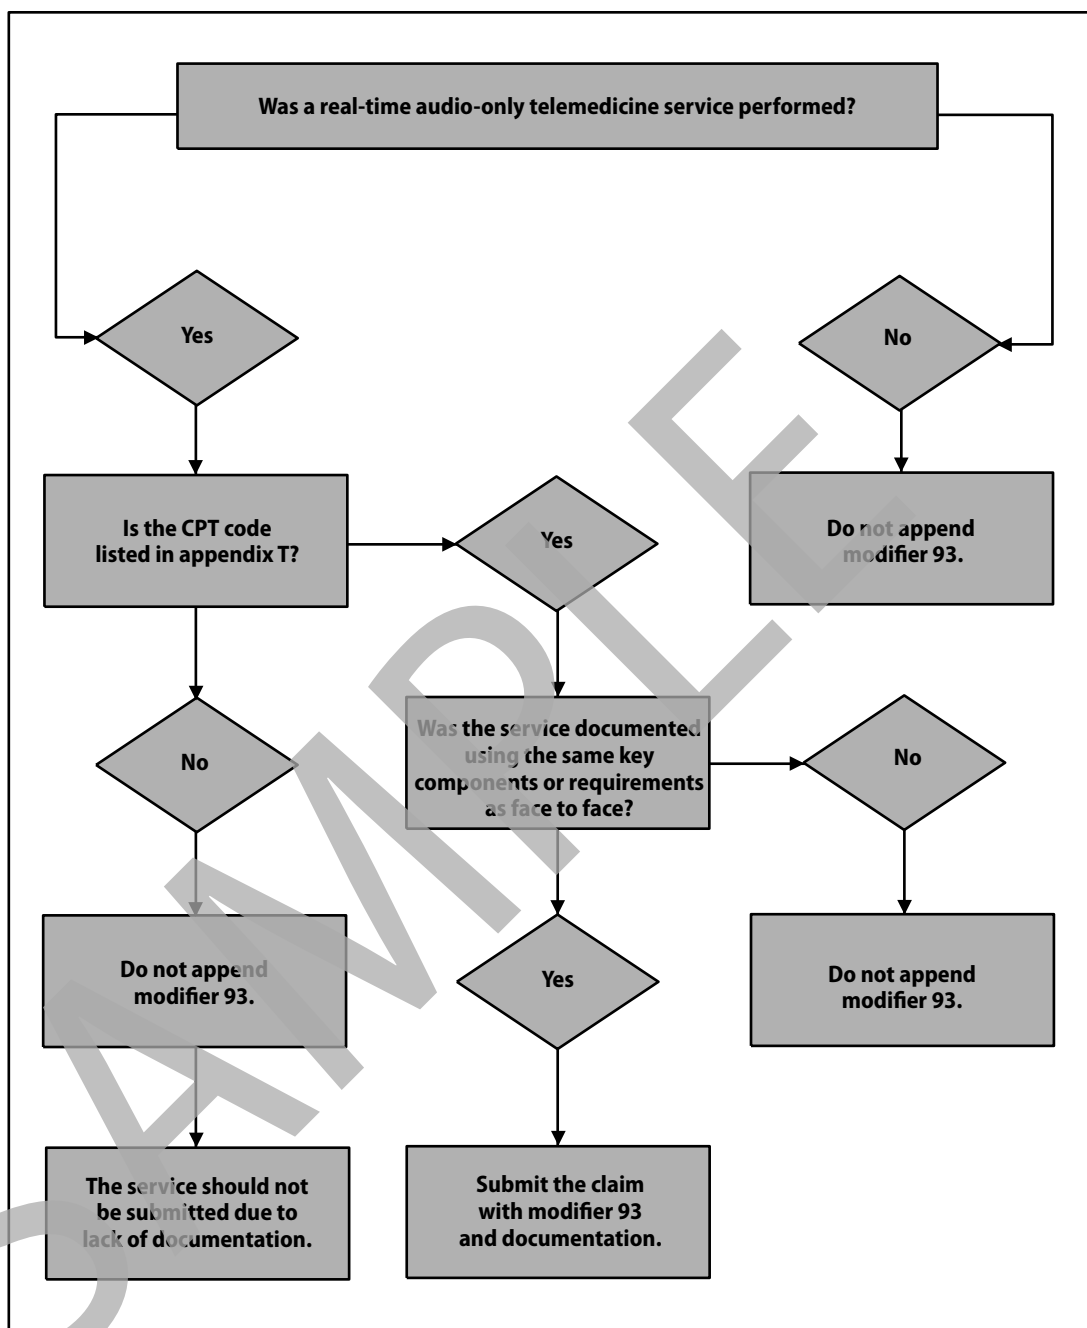 Was a real-time audio-only telemedicine service performed?
Yes
No
Is the CPT code
listed in appendix T?
Yes
Do not append
modifier 93.
No
Was the service documented
using the same key
components or requirements
as face to face?
No
Do not append
modifier 93.
Yes
Do not append
modifier 93.
The service should not
be submitted due to
lack of documentation.
Submit the claim
with modifier 93
and documentation.
SAMPLE